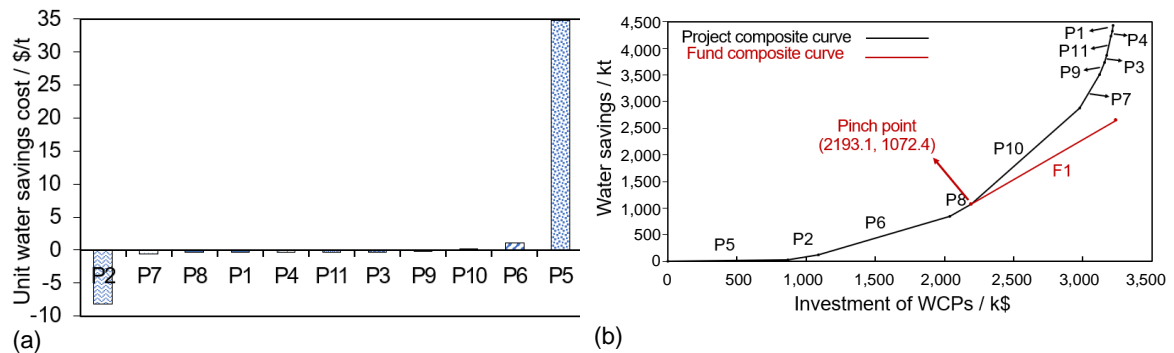 (a)
Unit water savings cost / $/t
35
30
25
20
15
10
5
0
-5
-10
P2 P7 P8 P1 P4 P11 P3 P9 P10 P6 P5
(b)
Water savings / kt
4,500
4,000
3,500
3,000
2,500
2,000
1,500
1,000
500
0
Project composite curve
Fund composite curve
Pinch point
(2193.1, 1072.4)
P1
P4
P11
P3
P9
P7
P10
F1
P8
P6
P2
P5
0 500 1,000 1,500 2,000 2,500 3,000 3,500
Investment of WCPs / k$